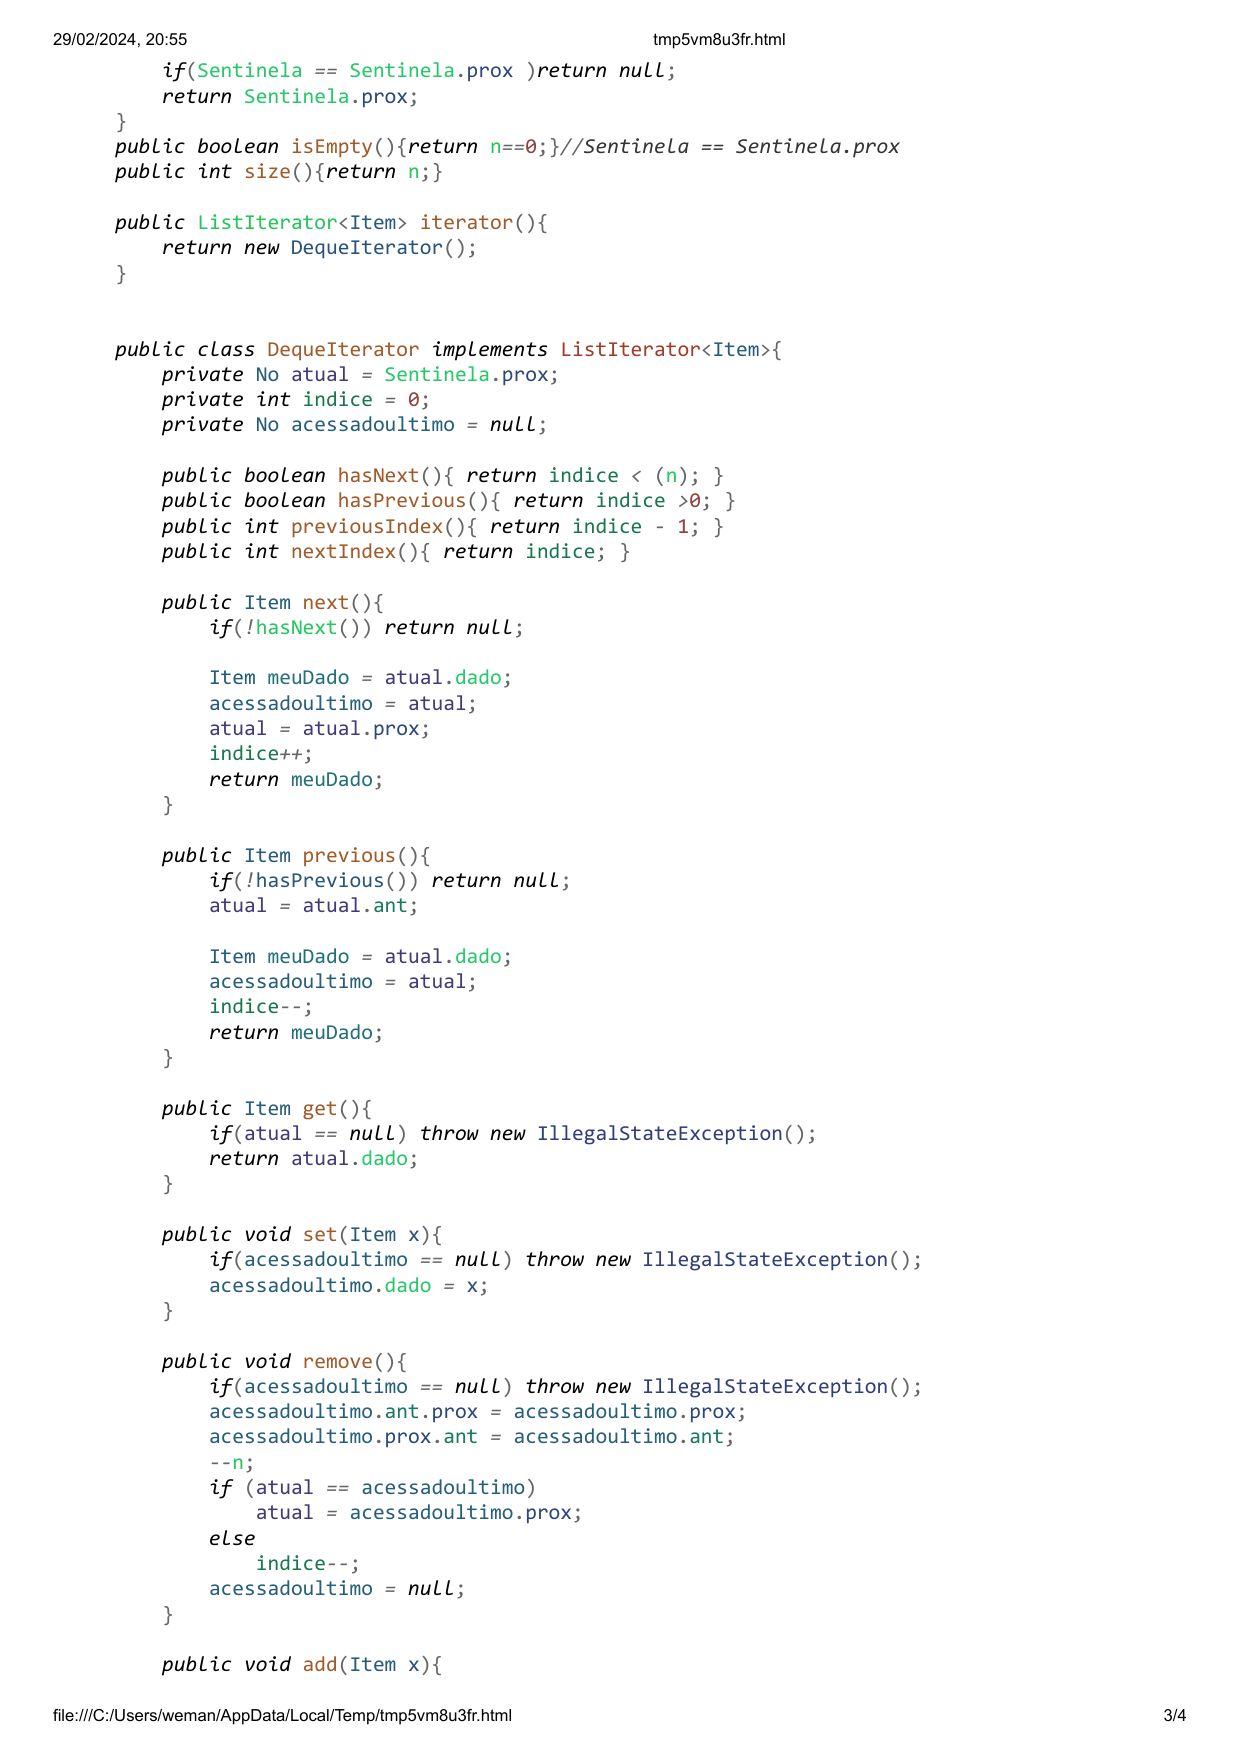 29/02/2024, 20:55 tmp5vm8u3fr.html
if(Sentinela == Sentinela.prox )return null;
return Sentinela.prox;
}
public boolean isEmpty(){return n==0;}//Sentinela == Sentinela.prox
public int size(){return n;}
public ListIterator<Item> iterator(){
return new DequeIterator();
}
public class DequeIterator implements ListIterator<Item>{
private No atual = Sentinela.prox;
private int indice = 0;
private No acessadoultimo = null;
public boolean hasNext(){ return indice < (n); }
public boolean hasPrevious(){ return indice >0; }
public int previousIndex(){ return indice - 1; }
public int nextIndex(){ return indice; }
public Item next(){
if(!hasNext()) return null;
Item meuDado = atual.dado;
acessadoultimo = atual;
atual = atual.prox;
indice++;
return meuDado;
}
public Item previous(){
if(!hasPrevious()) return null;
atual = atual.ant;
Item meuDado = atual.dado;
acessadoultimo = atual;
indice--;
return meuDado;
}
public Item get(){
if(atual == null) throw new IllegalStateException();
return atual.dado;
}
public void set(Item x){
if(acessadoultimo == null) throw new IllegalStateException();
acessadoultimo.dado = x;
}
public void remove(){
if(acessadoultimo == null) throw new IllegalStateException();
acessadoultimo.ant.prox = acessadoultimo.prox;
acessadoultimo.prox.ant = acessadoultimo.ant;
--n;
if (atual == acessadoultimo)
atual = acessadoultimo.prox;
else
indice--;
acessadoultimo = null;
}
public void add(Item x){
file:///C:/Users/weman/AppData/Local/Temp/tmp5vm8u3fr.html 3/4